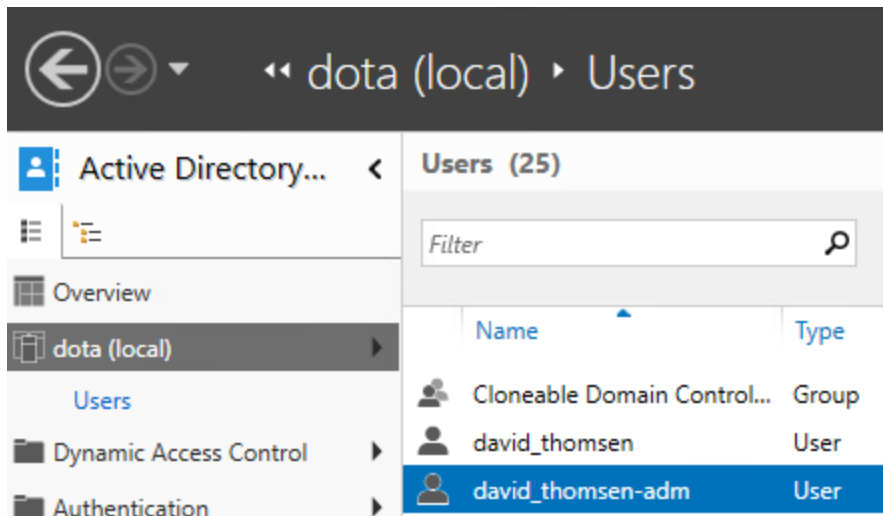 dota (local) Users
Active Directory...
Overview
dota (local)
Users
Dynamic Access Control
Authentication
Users (25)
Filter
Name Type
Cloneable Domain Control... Group
david_thomsen User
david_thomsen-adm User